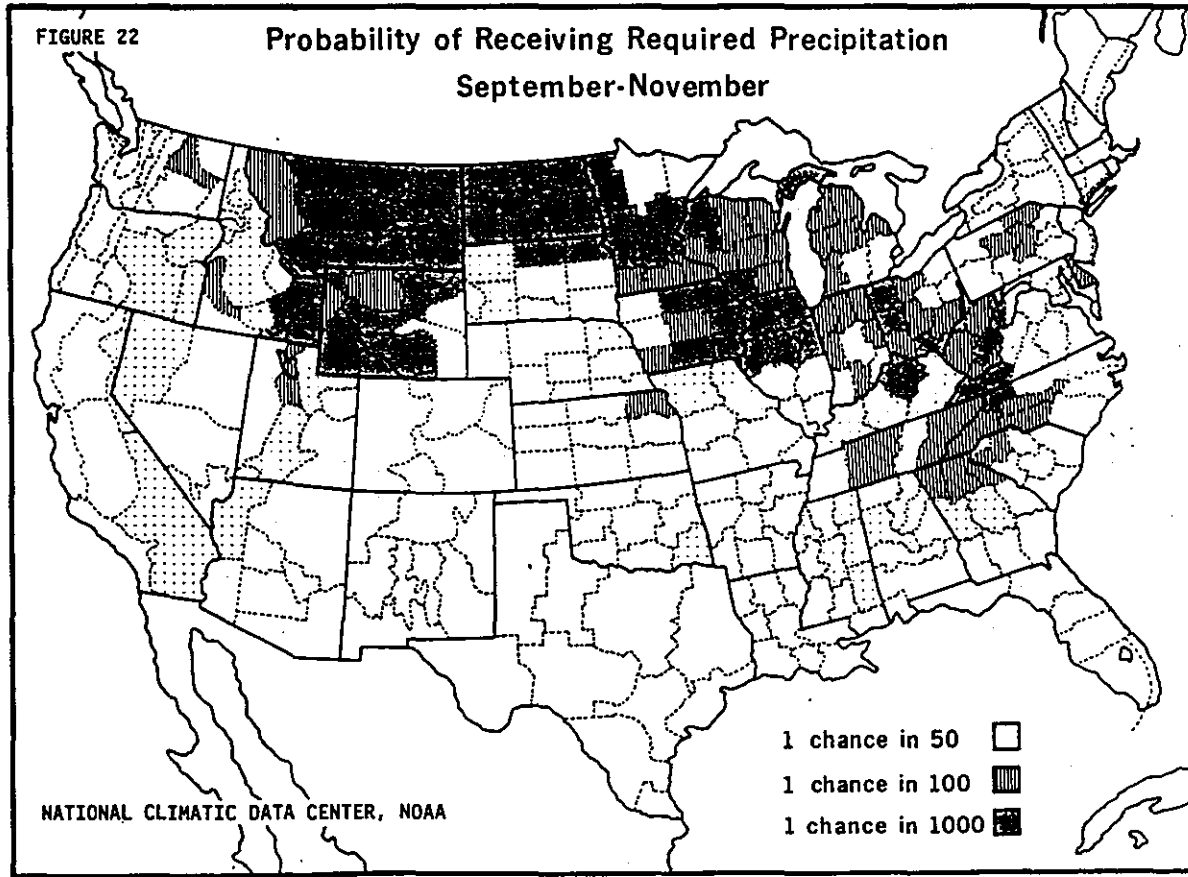 FIGURE 22
Probability of Receiving Required Precipitation
September-November
1 chance in 50
1 chance in 100
1 chance in 1000
NATIONAL CLIMATIC DATA CENTER, NOAA